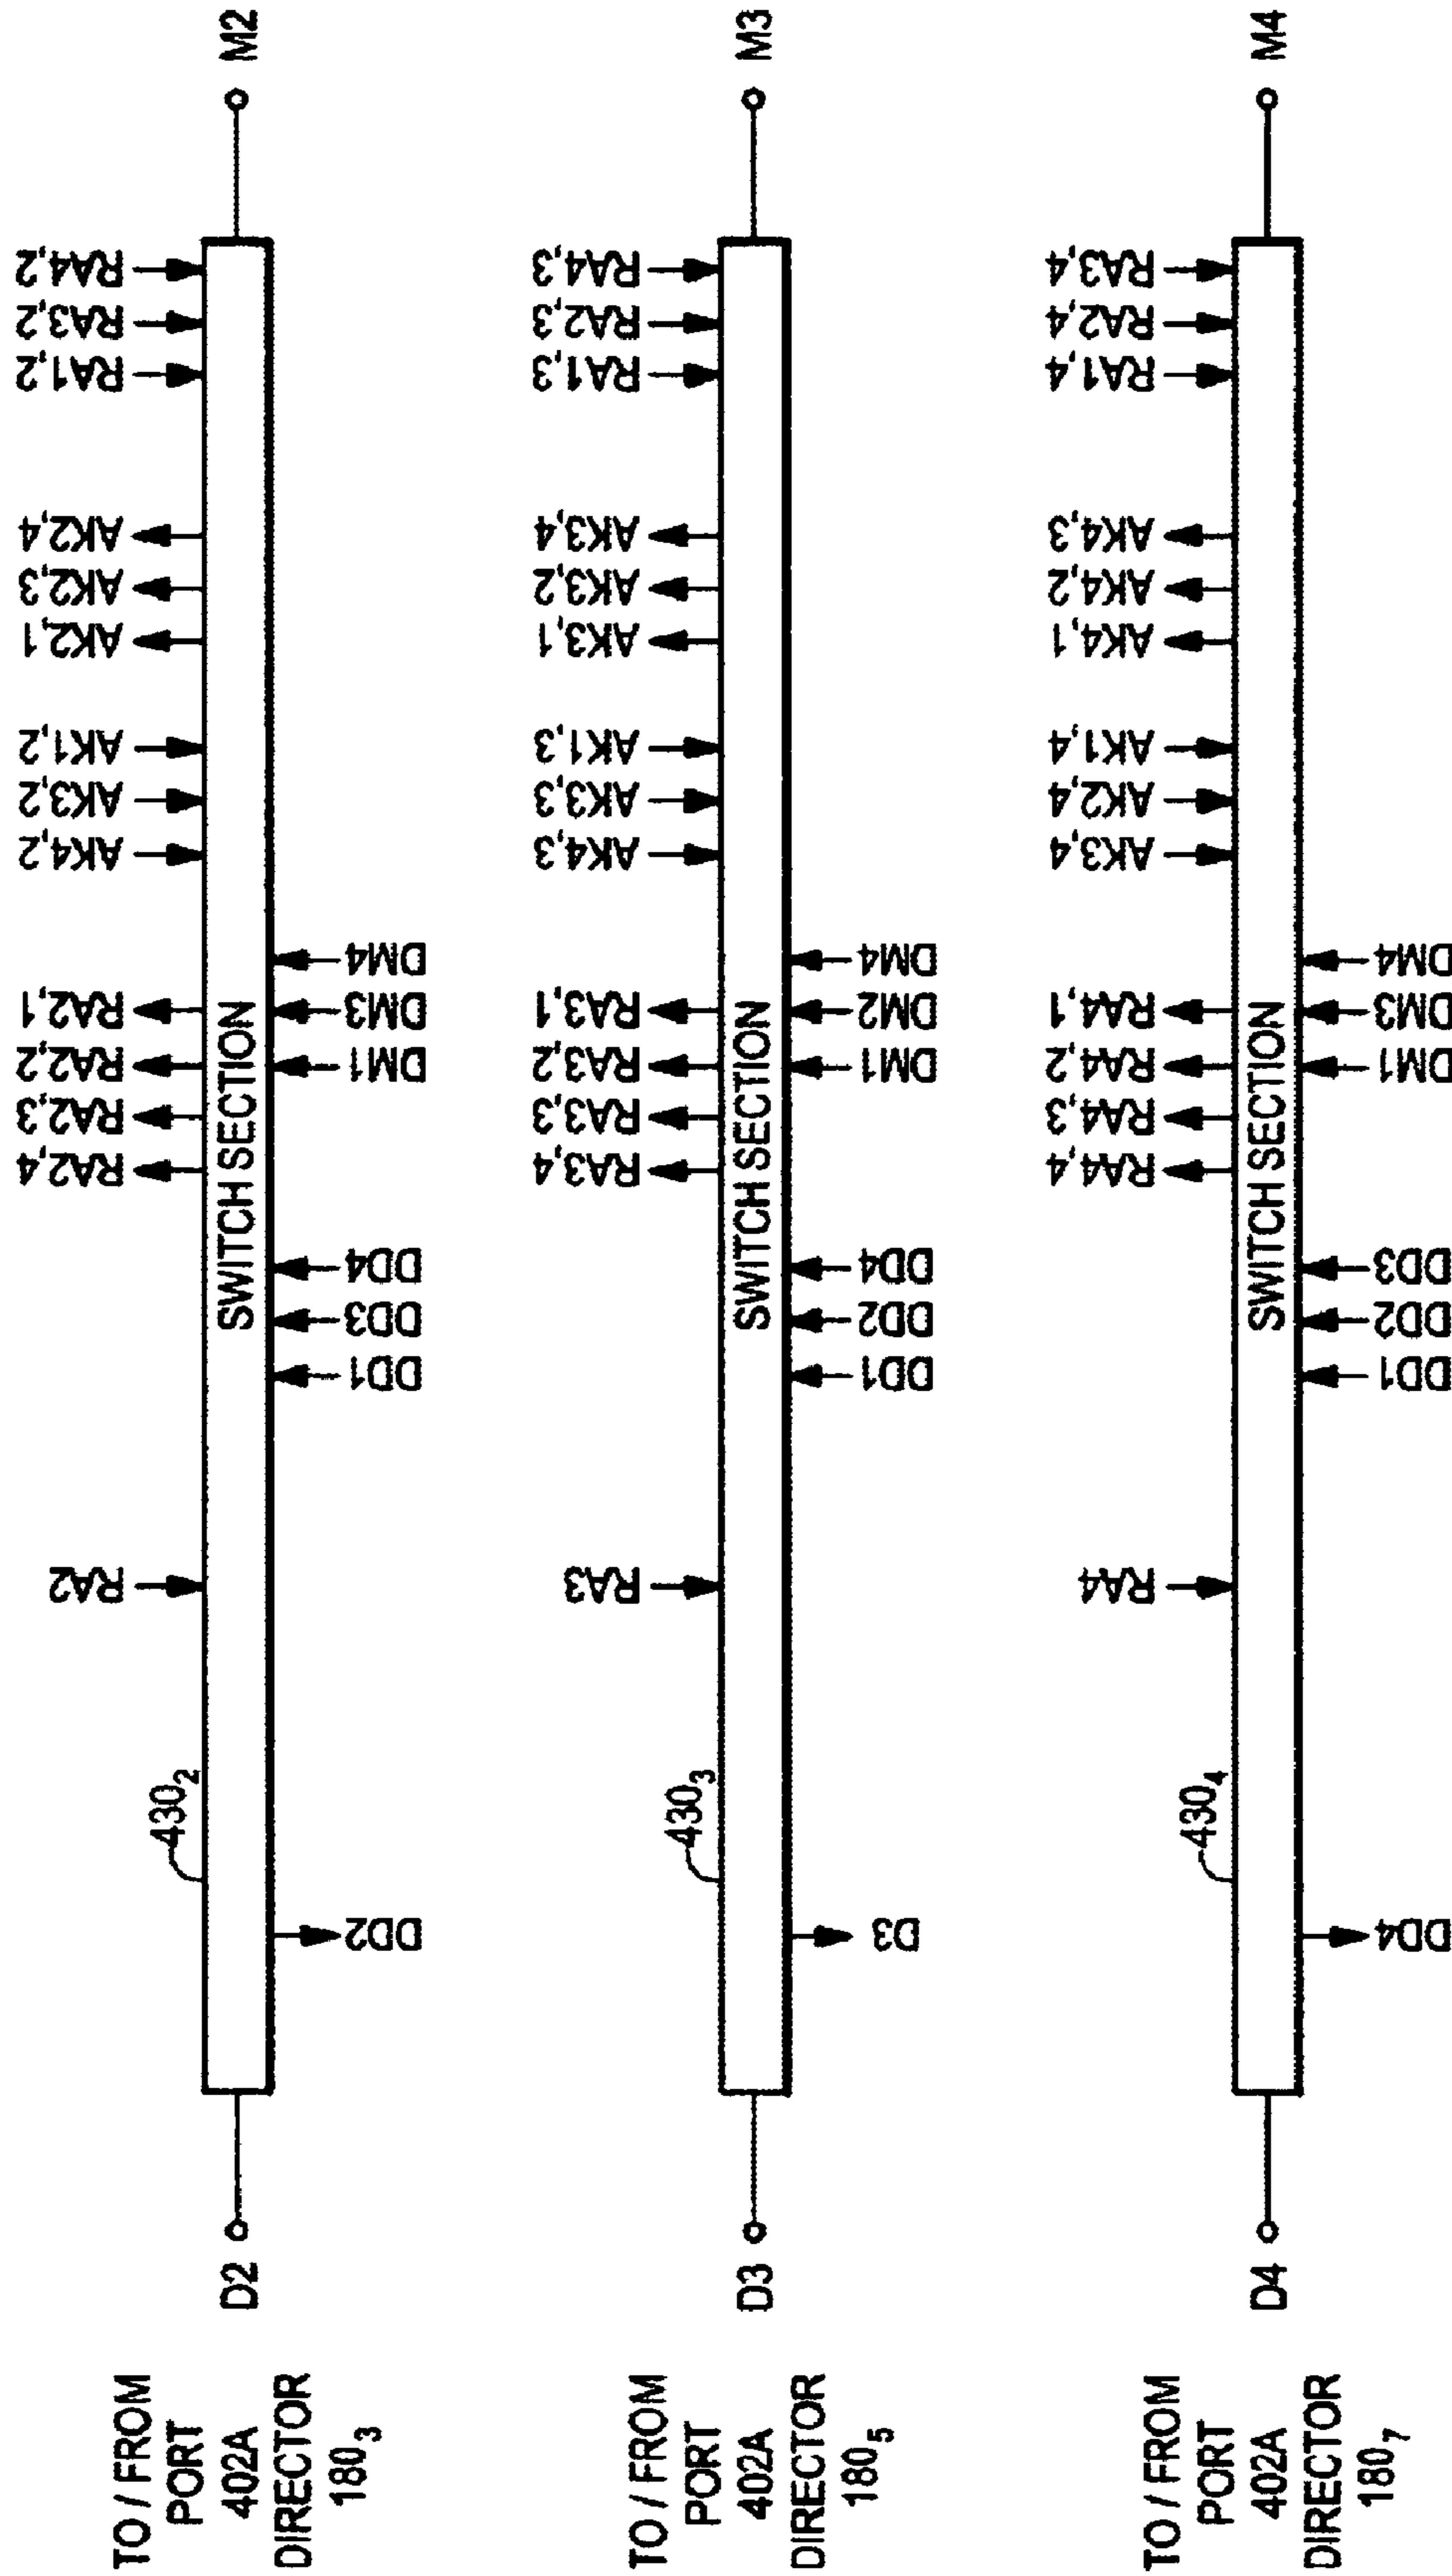 TO / FROM
PORT
402A
DIRECTOR
180₃
D2
430₂
DD2
RA2
DD1
DD3
DD4
RA2,4
RA2,3
RA2,2
RA2,1
SWITCH SECTION
DM1
DM3
DM4
AK4,2
AK3,2
AK1,2
AK2,1
AK2,3
AK2,4
RA1,2
RA3,2
RA4,2
M2
TO / FROM
PORT
402A
DIRECTOR
180₅
D3
430₃
D3
RA3
DD1
DD2
DD4
RA3,4
RA3,3
RA3,2
RA3,1
SWITCH SECTION
DM1
DM2
DM4
AK4,3
AK3,3
AK1,3
AK3,1
AK3,2
AK3,4
RA1,3
RA2,3
RA4,3
M3
TO / FROM
PORT
402A
DIRECTOR
180₇
D4
430₄
DD4
RA4
DD1
DD2
DD3
RA4,4
RA4,3
RA4,2
RA4,1
SWITCH SECTION
DM1
DM3
DM4
AK3,4
AK2,4
AK1,4
AK4,1
AK4,2
AK4,3
RA1,4
RA2,4
RA3,4
M4